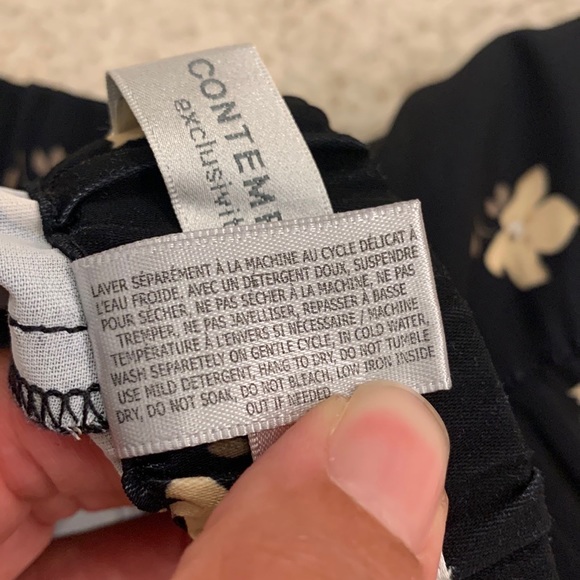 CONTEMP
exclusivit
LAVER SÉPARÉMENT À LA MACHINE AU CYCLE DÉLICAT À
L'EAU FROIDE, AVEC UN DÉTERGENT DOUX, SUSPENDRE
POUR SÉCHER, NE PAS SÉCHER À LA MACHINE, NE PAS
TREMPER, NE PAS JAVELLISER, REPASSER À BASSE
TEMPÉRATURE À L'ENVERS SI NÉCESSAIRE / MACHINE
WASH SEPARETELY ON GENTLE CYCLE, IN COLD WATER,
USE MILD DETERGENT, HANG TO DRY, DO NOT TUMBLE
DRY, DO NOT SOAK, DO NOT BLEACH, LOW IRON INSIDE
OUT IF NEEDED